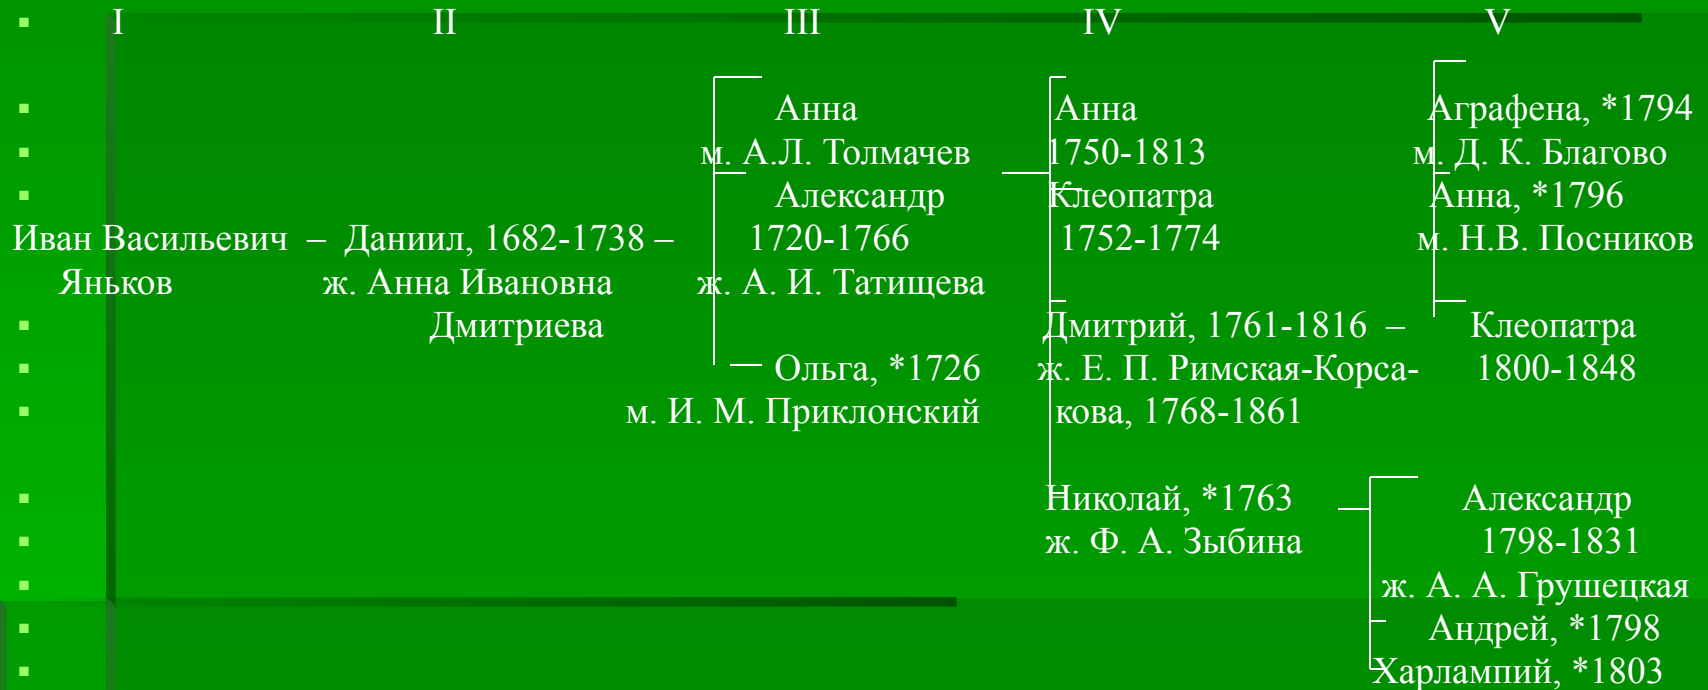 I II III IV V
Анна Анна Аграфена, *1794
м. А.Л. Толмачев 1750-1813 м. Д. К. Благово
Александр Клеопатра Анна, *1796
Иван Васильевич – Даниил, 1682-1738 – 1720-1766 1752-1774 м. Н.В. Посников
Яньков ж. Анна Ивановна ж. А. И. Татищева
Дмитриева Дмитрий, 1761-1816 – Клеопатра
Ольга, *1726 ж. Е. П. Римская-Корса- 1800-1848
м. И. М. Приклонский кова, 1768-1861
Николай, *1763 Александр
ж. Ф. А. Зыбина 1798-1831
ж. А. А. Грушецкая
Андрей, *1798
Харлампий, *1803